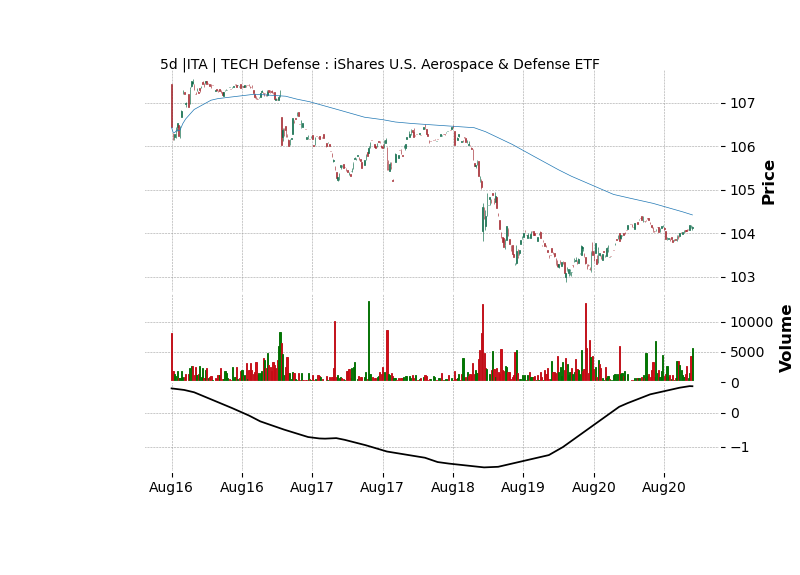 5d |ITA | TECH Defense : iShares U.S. Aerospace & Defense ETF
107
106
105
104
103
Price
10000
5000
0
Volume
0
−1
Aug16 Aug16 Aug17 Aug17 Aug18 Aug19 Aug20 Aug20